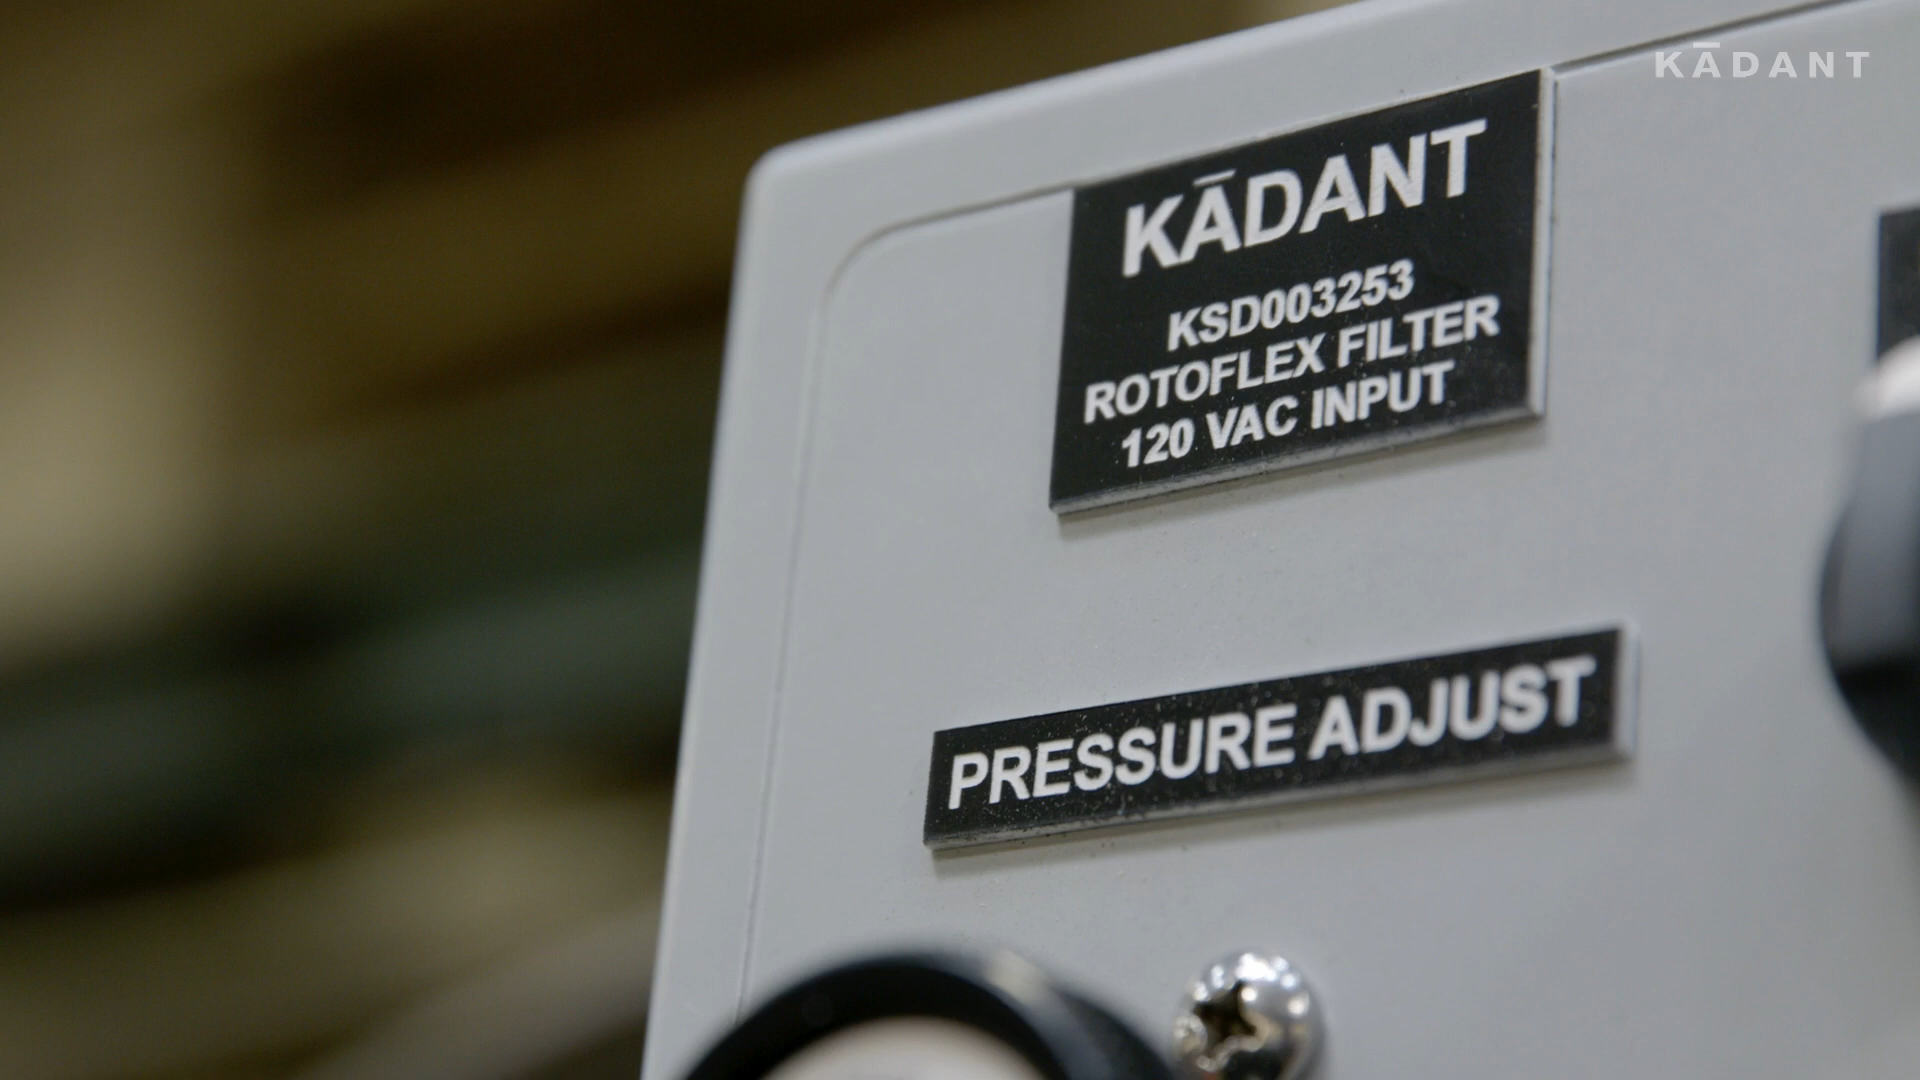 KĀDANT
KĀDANT
KSD003253
ROTOFLEX FILTER
120 VAC INPUT
PRESSURE ADJUST